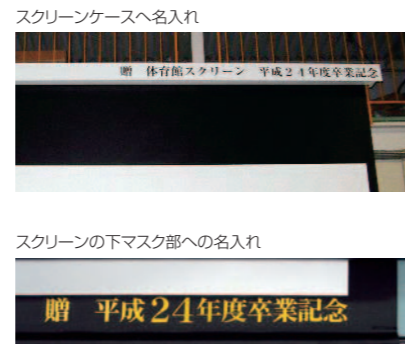 スクリーンケースへ名入れ
贈　体育館スクリーン　平成２４年度卒業記念
スクリーンの下マスク部への名入れ
贈　平成２４年度卒業記念